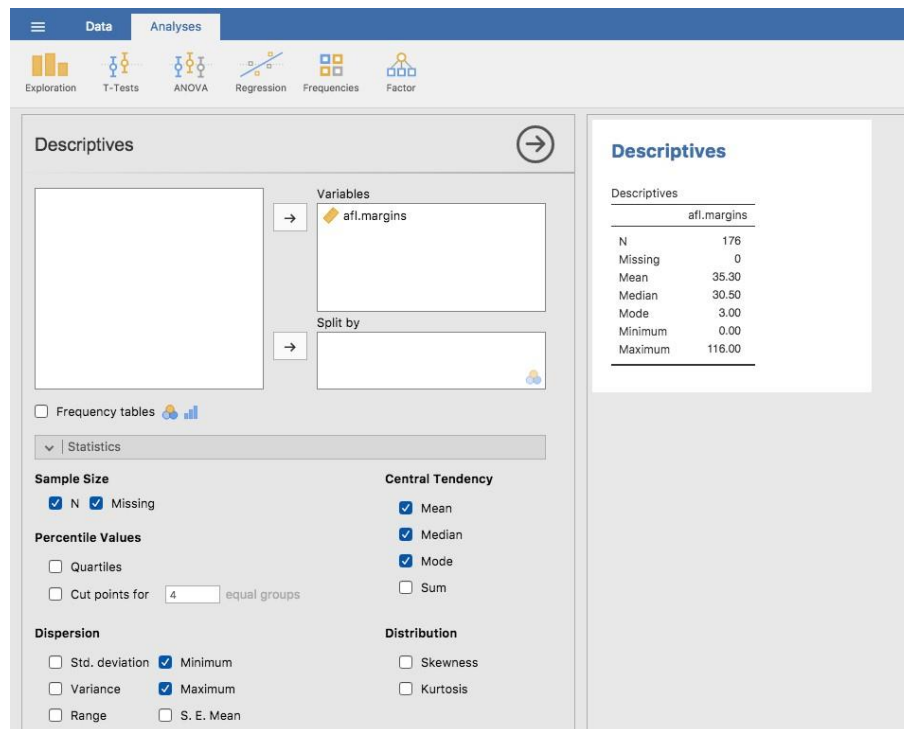 Data Analyses
Exploration T-Tests ANOVA Regression Frequencies Factor
Descriptives
Variables
afl.margins
Split by
Frequency tables
Statistics
Sample Size
N Missing
Percentile Values
Quartiles
Cut points for 4 equal groups
Dispersion
Std. deviation Minimum
Variance Maximum
Range S. E. Mean
Central Tendency
Mean
Median
Mode
Sum
Distribution
Skewness
Kurtosis
Descriptives
Descriptives
afl.margins
N 176
Missing 0
Mean 35.30
Median 30.50
Mode 3.00
Minimum 0.00
Maximum 116.00